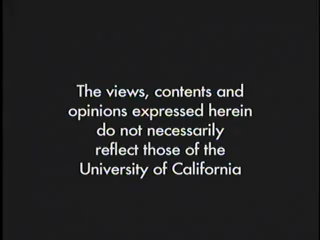 The views, contents and
opinions expressed herein
do not necessarily
reflect those of the
University of California